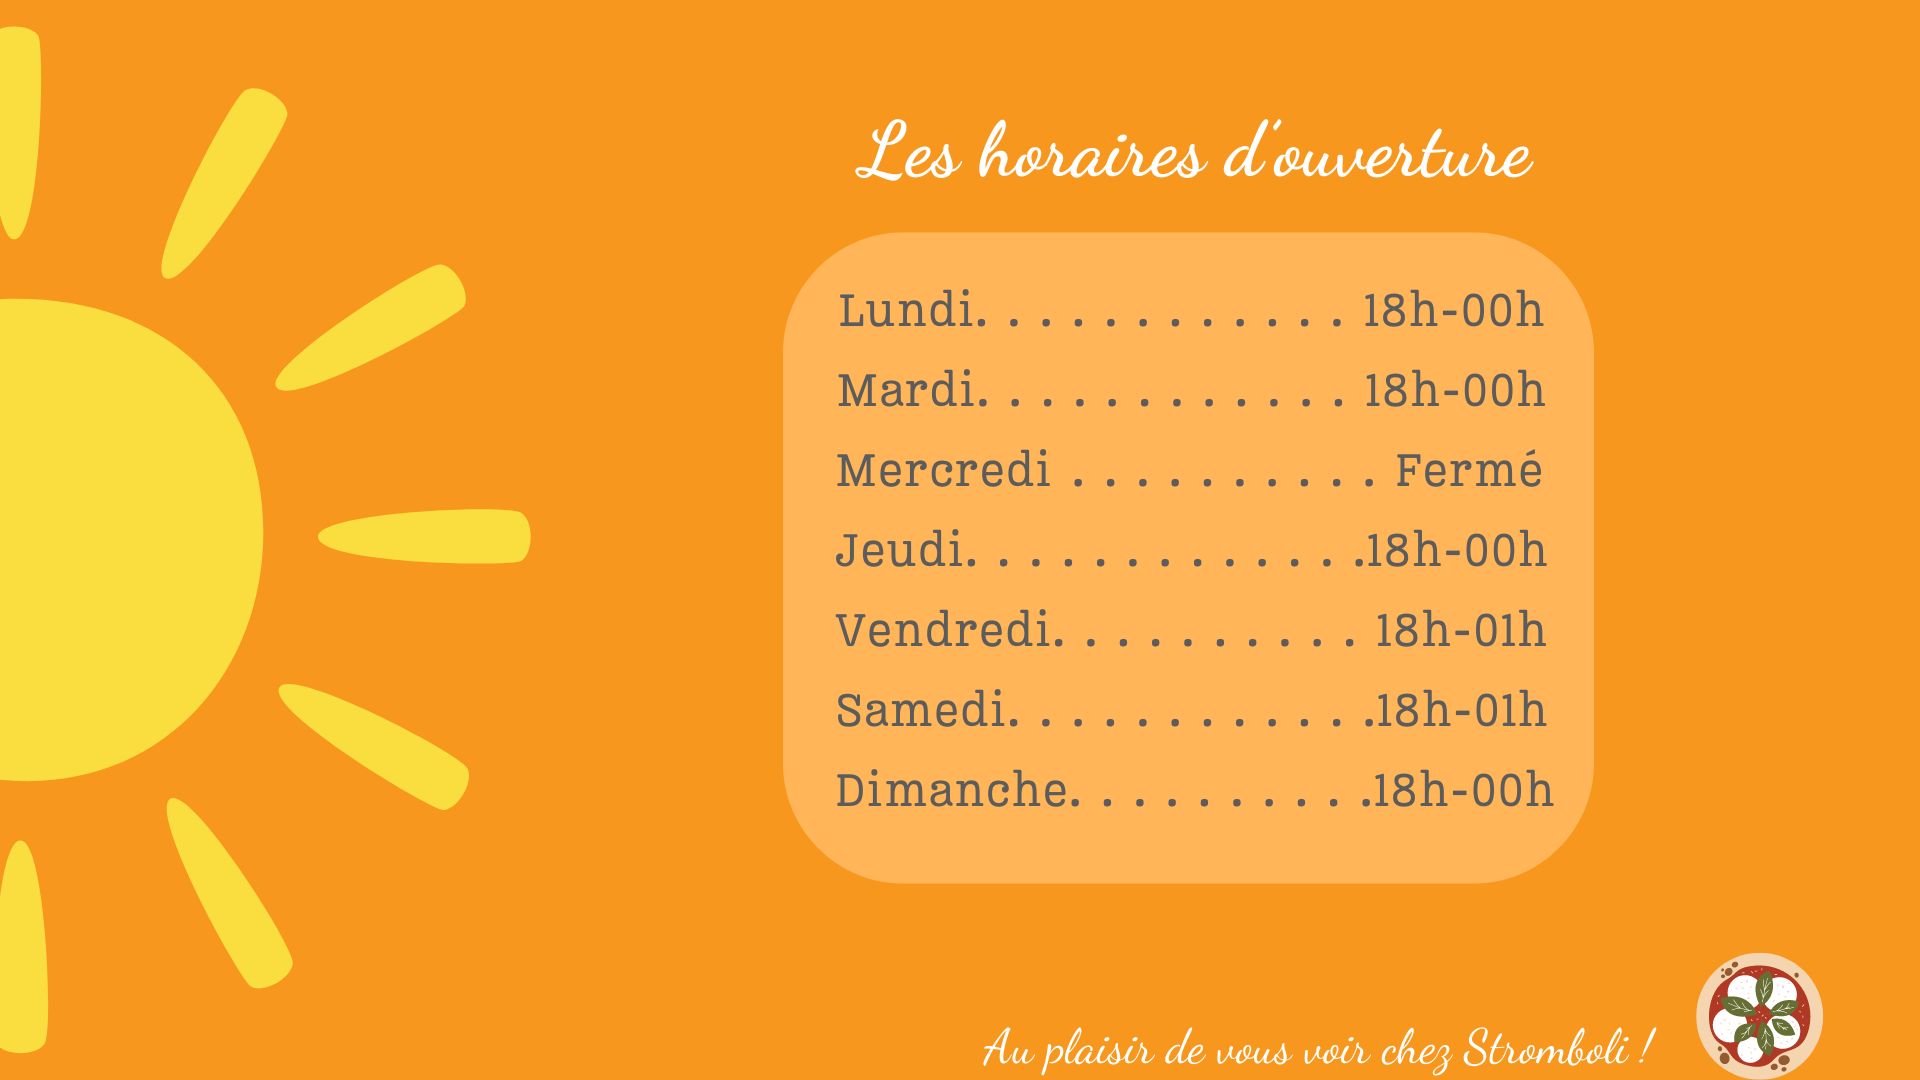 Les horaires d'ouverture
Lundi. . . . . . . . . . . . 18h-00h
Mardi. . . . . . . . . . . . 18h-00h
Mercredi . . . . . . . . . . Fermé
Jeudi. . . . . . . . . . . . .18h-00h
Vendredi. . . . . . . . . . 18h-01h
Samedi. . . . . . . . . . . .18h-01h
Dimanche. . . . . . . . . .18h-00h
Au plaisir de vous voir chez Stromboli !